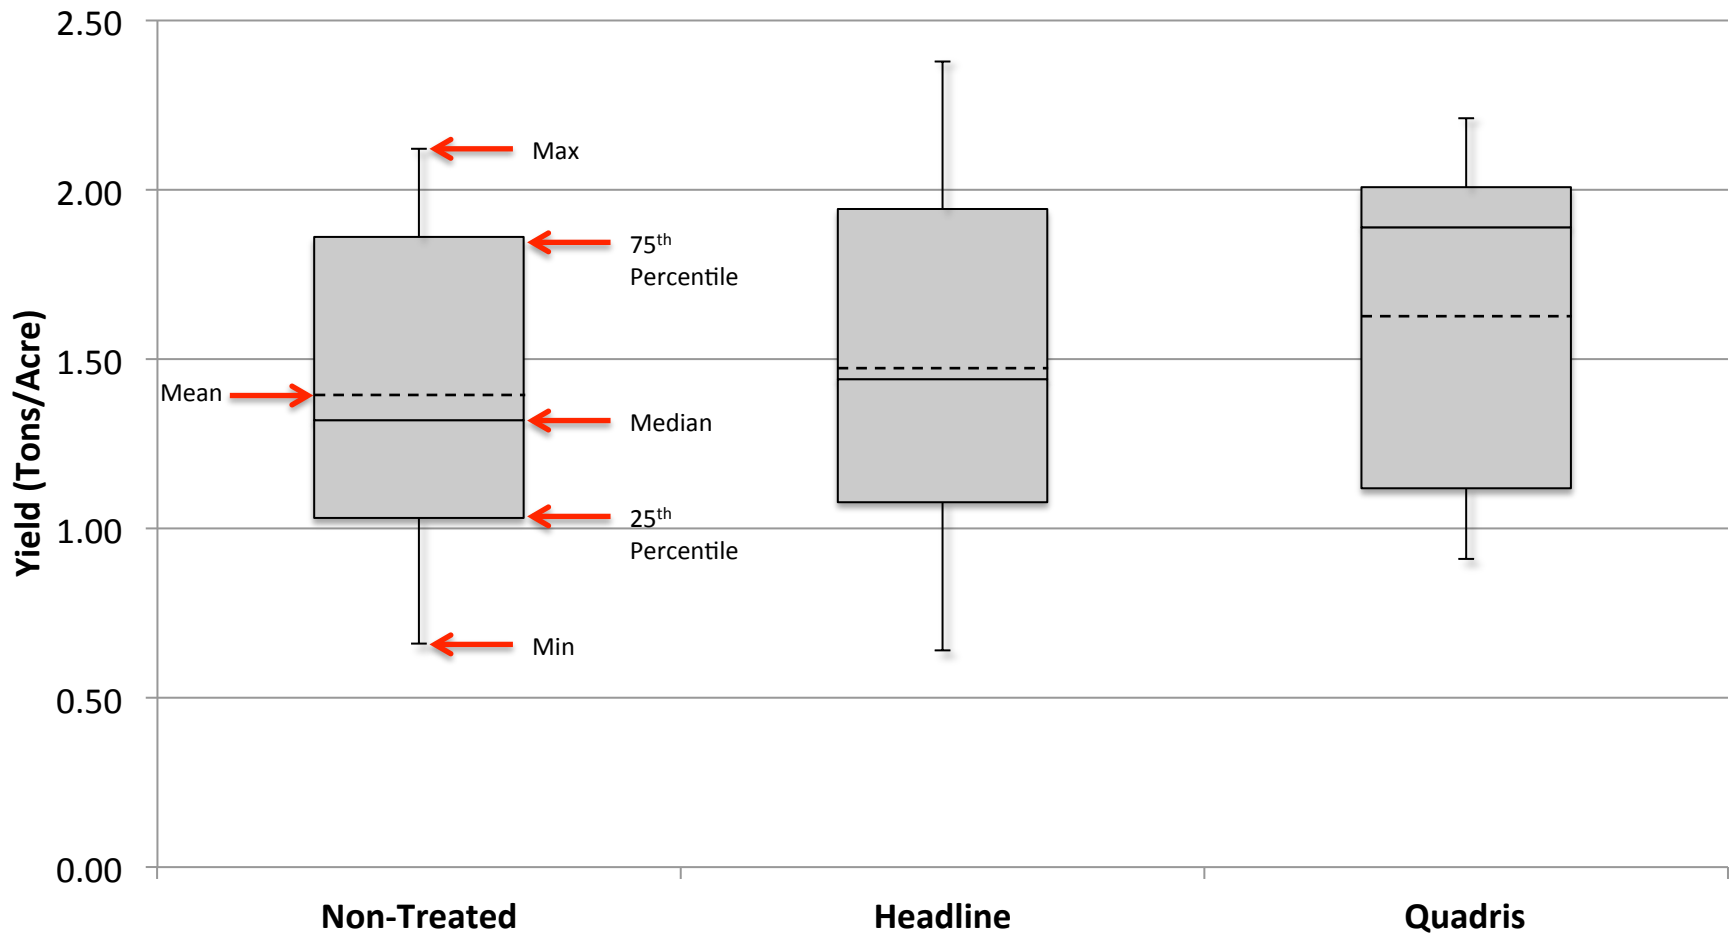 2.50
2.00
1.50
1.00
0.50
0.00
Yield (Tons/Acre)
Max
75th
Percentile
Mean
Median
25th
Percentile
Min
Non-Treated
Headline
Quadris